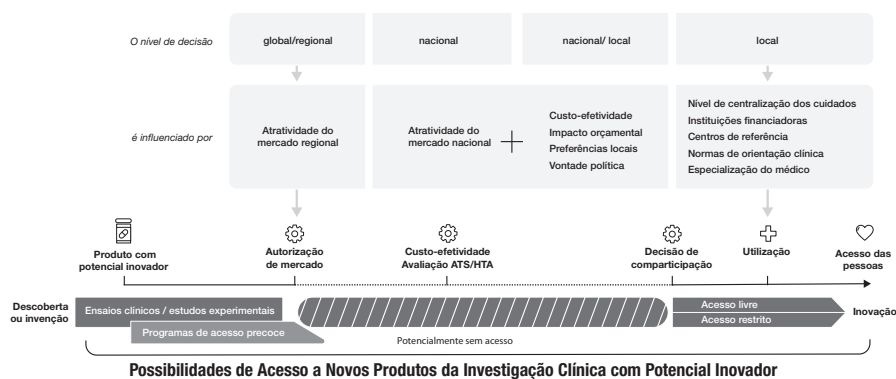 O nível de decisão
global/regional
nacional
nacional/ local
local
é influenciado por
Atratividade do
mercado regional
Atratividade do
mercado nacional
Custo-efetividade
Impacto orçamental
Preferências locais
Vontade política
Nível de centralização dos cuidados
Instituições financiadoras
Centros de referência
Normas de orientação clínica
Especialização do médico
Produto com
potencial inovador
Autorização
de mercado
Custo-efetividade
Avaliação ATS/HTA
Decisão de
comparticipação
Utilização
Acesso das
pessoas
Descoberta
ou invenção
Ensaios clínicos / estudos experimentais
Programas de acesso precoce
Potencialmente sem acesso
Acesso livre
Acesso restrito
Inovação
Possibilidades de Acesso a Novos Produtos da Investigação Clínica com Potencial Inovador